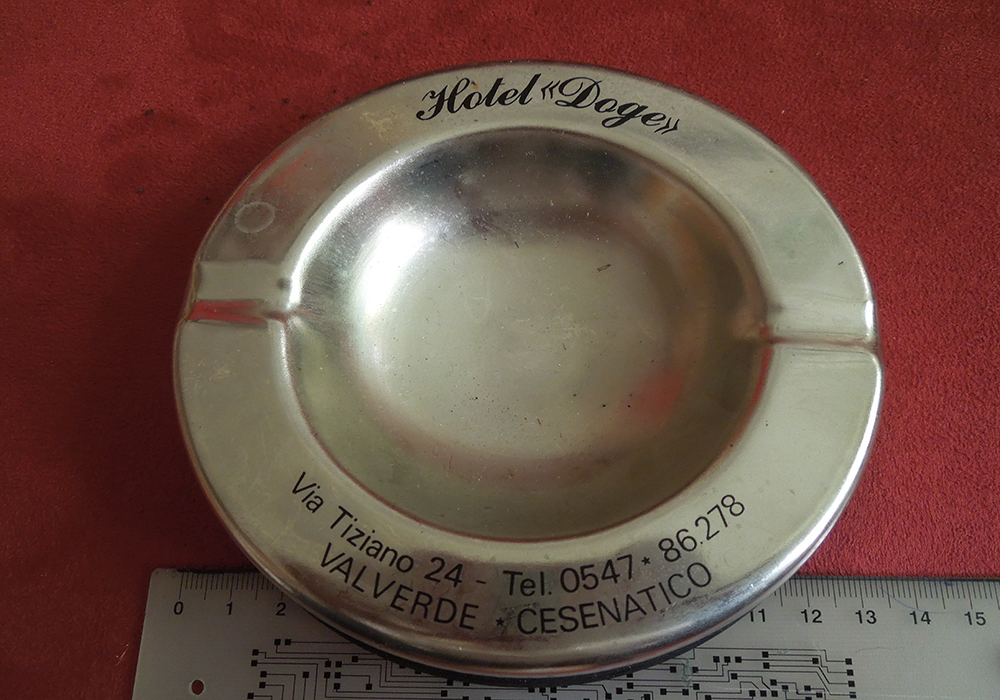 Hotel «Doge»
Via Tiziano 24 - Tel. 0547 * 86.278
VALVERDE * CESENATICO
0 1 2 11 12 13 14 15